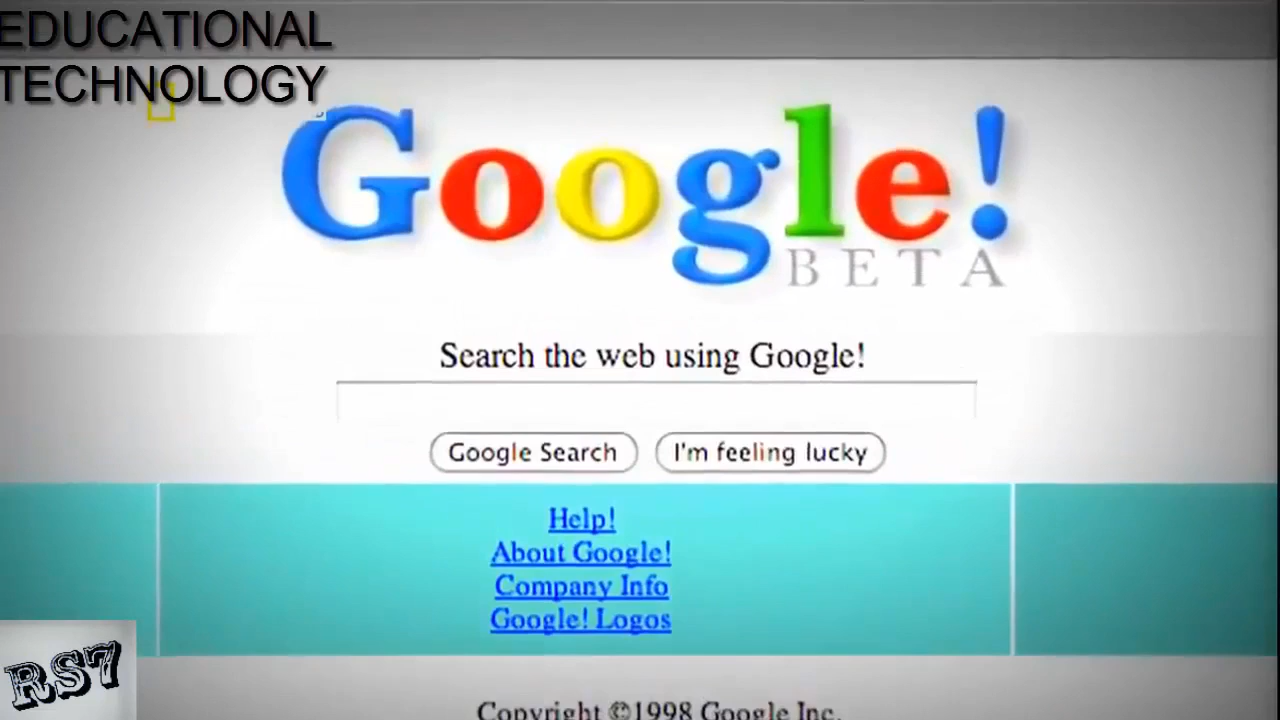 EDUCATIONAL
TECHNOLOGY
Google!
BETA
Search the web using Google!
Google Search
I'm feeling lucky
Help!
About Google!
Company Info
Google! Logos
RS7
Copyright ©1998 Google Inc.